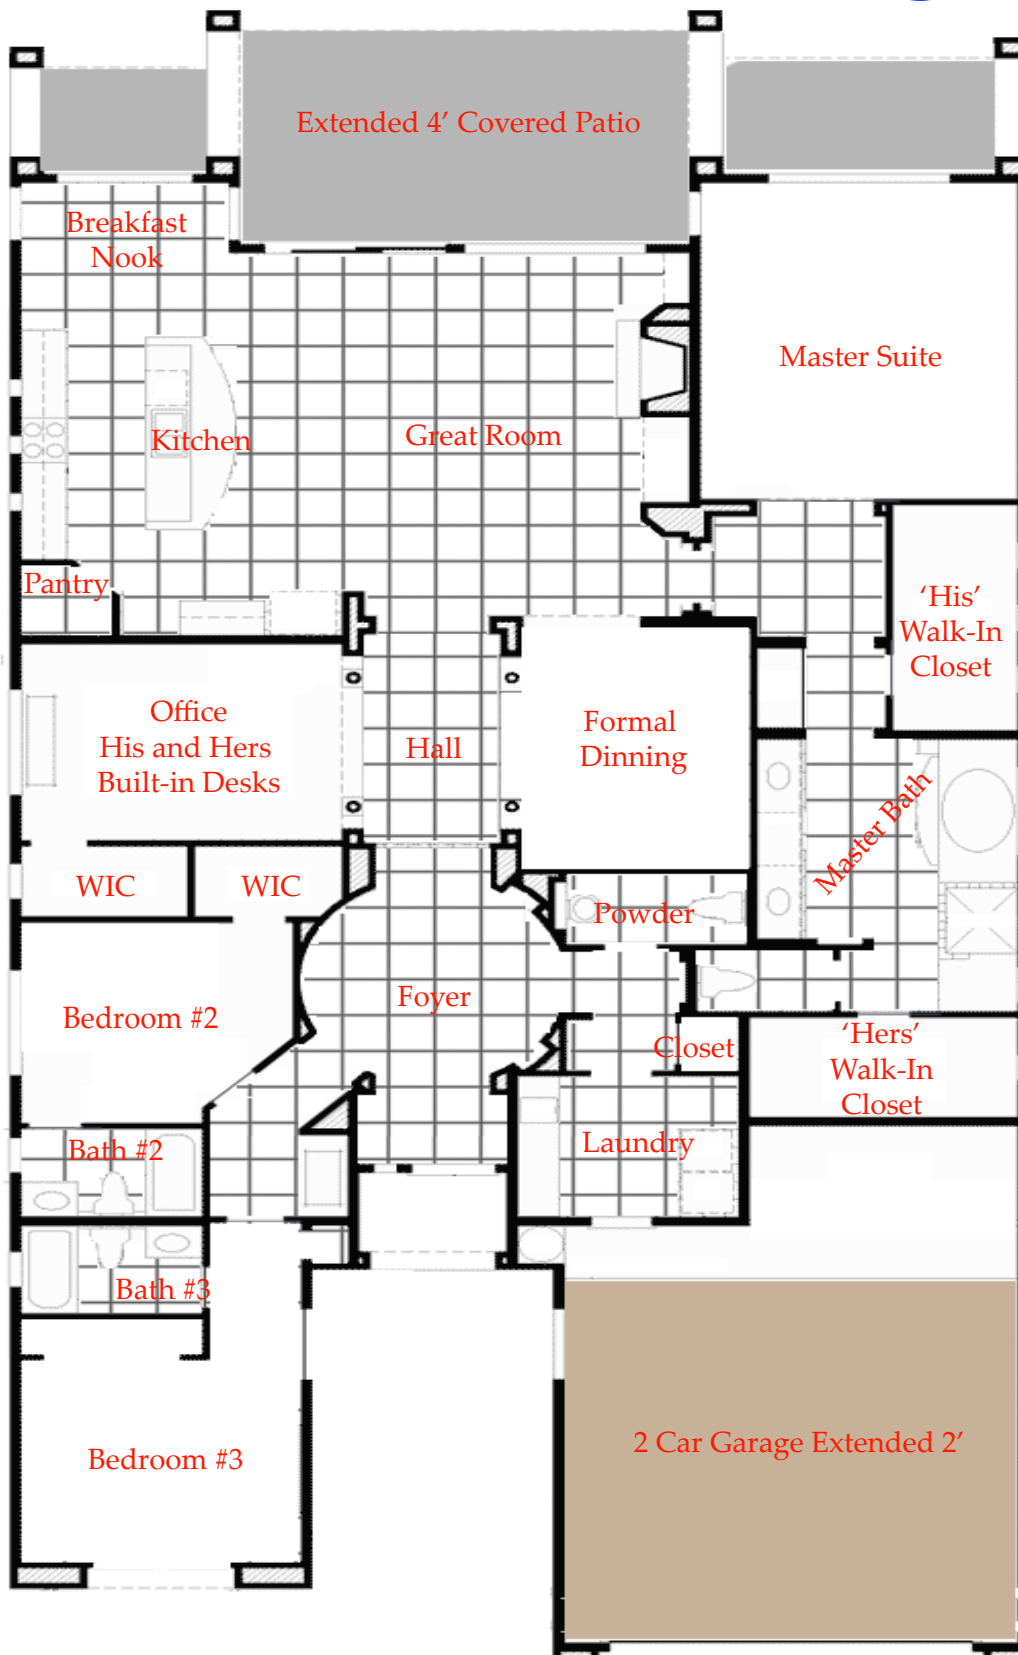 Extended 4’ Covered Patio
Breakfast
Nook
Master Suite
Kitchen
Great Room
Pantry
‘His’
Walk-In
Closet
Office
His and Hers
Built-in Desks
Hall
Formal
Dinning
Master Bath
WIC
WIC
Powder
Foyer
Bedroom #2
Closet
‘Hers’
Walk-In
Closet
Bath #2
Laundry
Bath #3
Bedroom #3
2 Car Garage Extended 2’